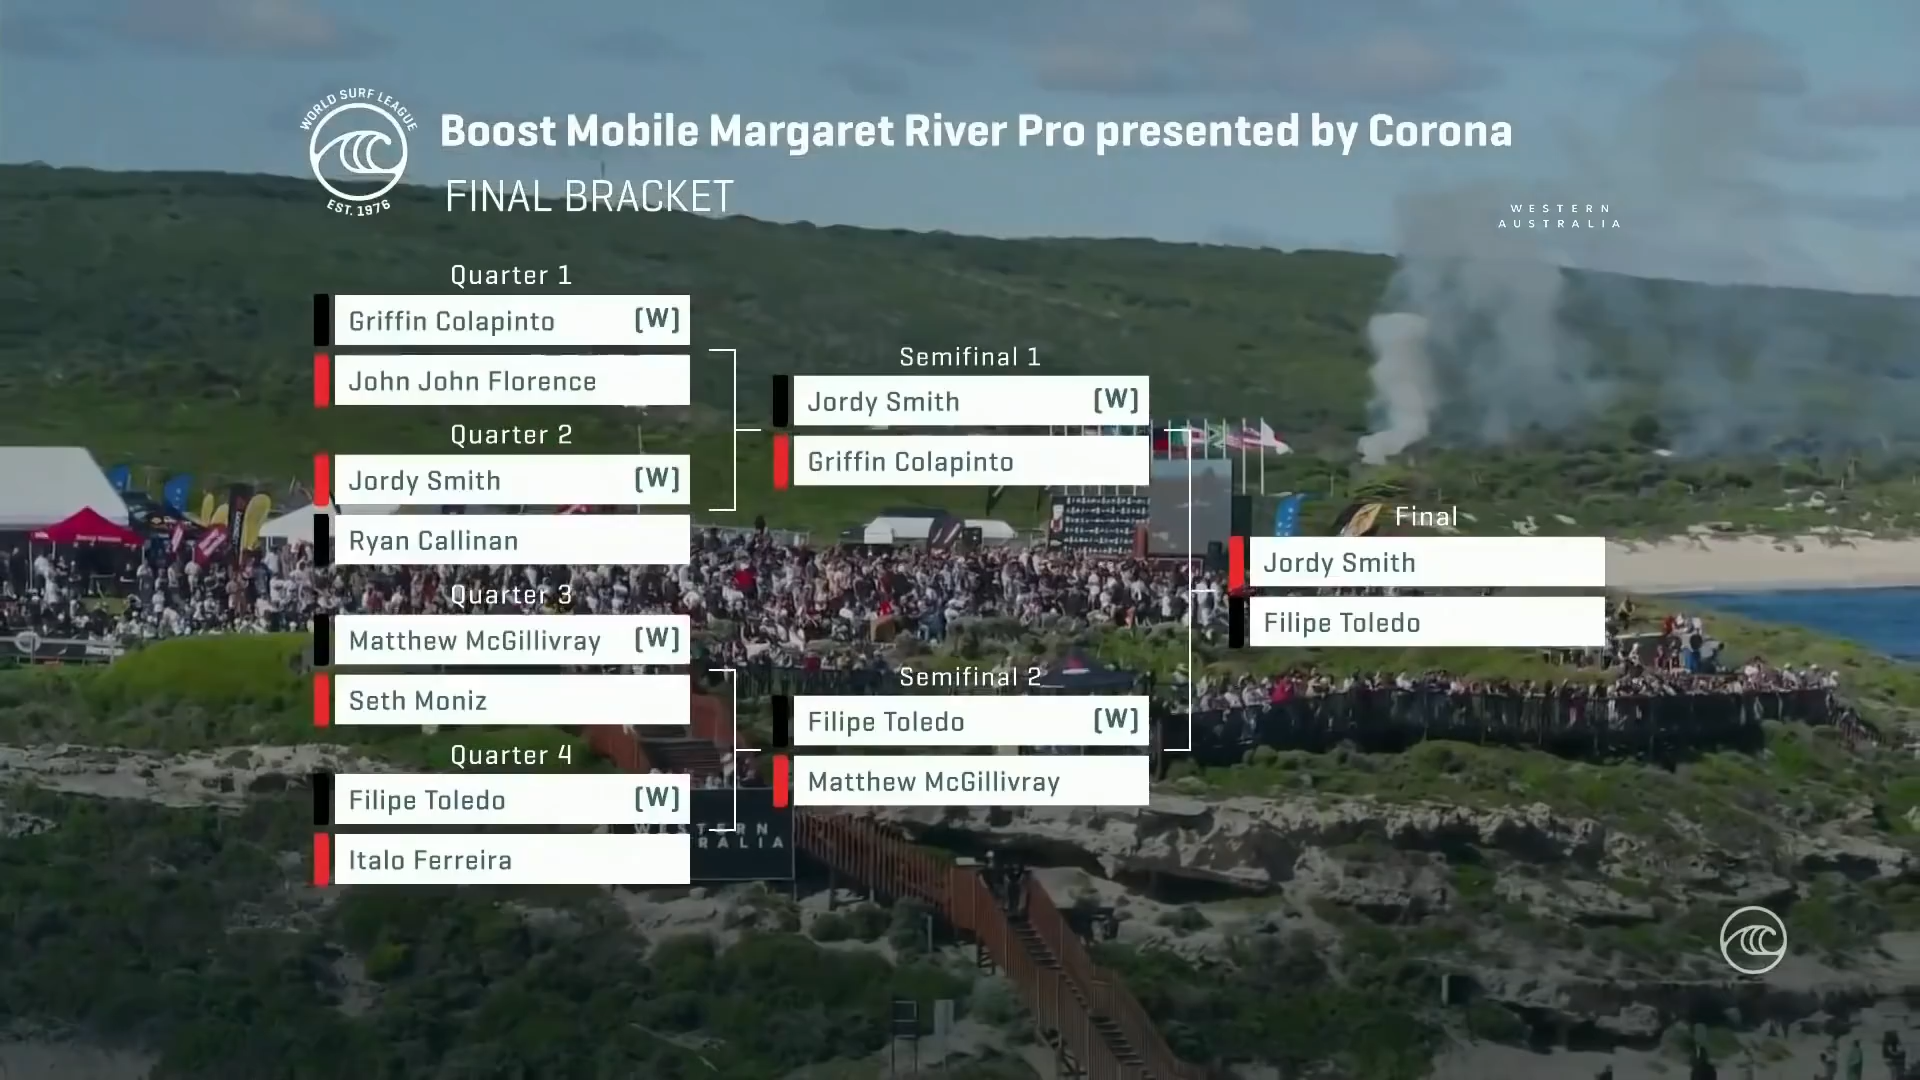 WORLD SURF LEAGUE
EST. 1976
Boost Mobile Margaret River Pro presented by Corona
FINAL BRACKET
WESTERN
AUSTRALIA
Quarter 1
Griffin Colapinto [W]
John John Florence
Quarter 2
Jordy Smith [W]
Ryan Callinan
Quarter 3
Matthew McGillivray [W]
Seth Moniz
Quarter 4
Filipe Toledo [W]
Italo Ferreira
Semifinal 1
Jordy Smith [W]
Griffin Colapinto
Semifinal 2
Filipe Toledo [W]
Matthew McGillivray
Final
Jordy Smith
Filipe Toledo